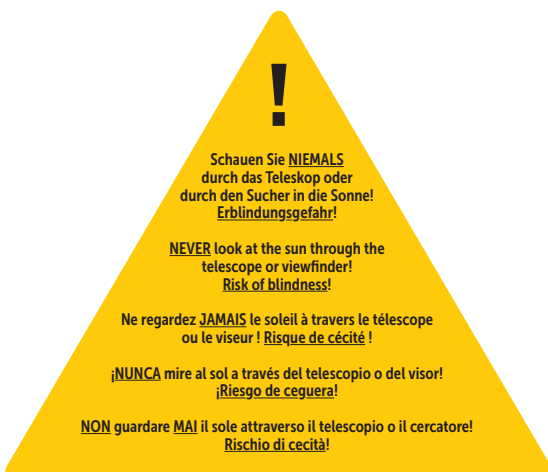 !
Schauen Sie NIEMALS
durch das Teleskop oder
durch den Sucher in die Sonne!
Erblindungsgefahr!
NEVER look at the sun through the
telescope or viewfinder!
Risk of blindness!
Ne regardez JAMAIS le soleil à travers le télescope
ou le viseur ! Risque de cécité !
¡NUNCA mire al sol a través del telescopio o del visor!
¡Riesgo de ceguera!
NON guardare MAI il sole attraverso il telescopio o il cercatore!
Rischio di cecità!